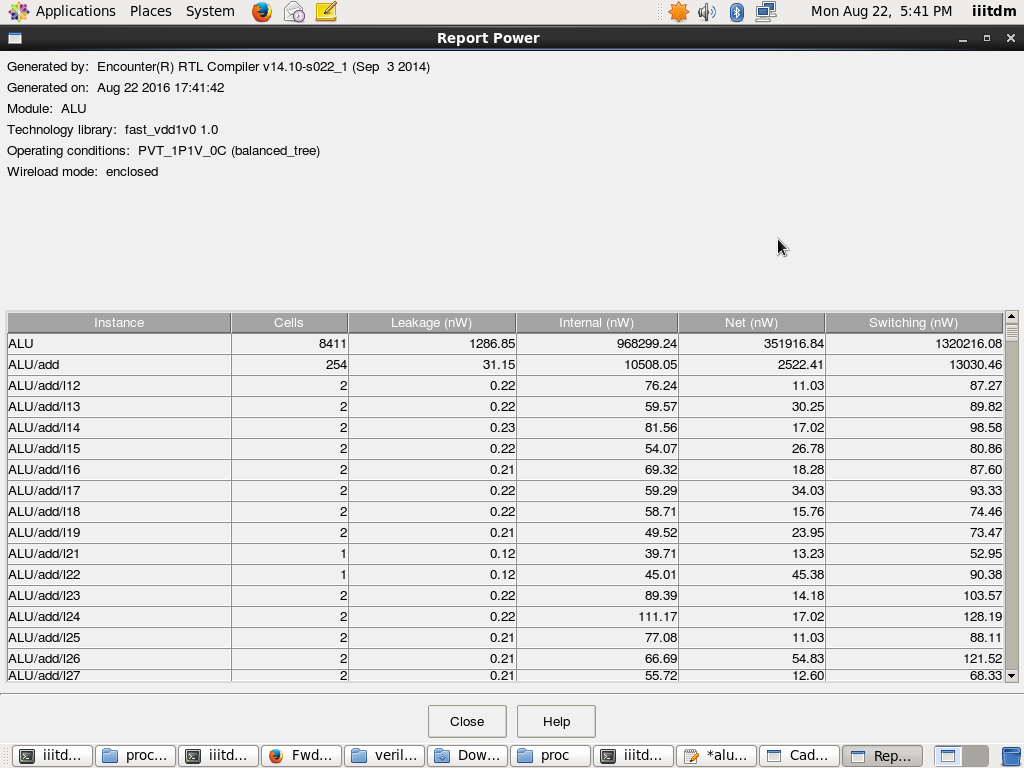 Applications Places System Mon Aug 22, 5:41 PM iiitdm
Report Power
Generated by: Encounter(R) RTL Compiler v14.10-s022_1 (Sep 3 2014)
Generated on: Aug 22 2016 17:41:42
Module: ALU
Technology library: fast_vdd1v0 1.0
Operating conditions: PVT_1P1V_0C (balanced_tree)
Wireload mode: enclosed
Instance Cells Leakage (nW) Internal (nW) Net (nW) Switching (nW)
ALU 8411 1286.85 968299.24 351916.84 1320216.08
ALU/add 254 31.15 10508.05 2522.41 13030.46
ALU/add/l12 2 0.22 76.24 11.03 87.27
ALU/add/l13 2 0.22 59.57 30.25 89.82
ALU/add/l14 2 0.23 81.56 17.02 98.58
ALU/add/l15 2 0.22 54.07 26.78 80.86
ALU/add/l16 2 0.21 69.32 18.28 87.60
ALU/add/l17 2 0.22 59.29 34.03 93.33
ALU/add/l18 2 0.22 58.71 15.76 74.46
ALU/add/l19 2 0.21 49.52 23.95 73.47
ALU/add/l21 1 0.12 39.71 13.23 52.95
ALU/add/l22 1 0.12 45.01 45.38 90.38
ALU/add/l23 2 0.22 89.39 14.18 103.57
ALU/add/l24 2 0.22 111.17 17.02 128.19
ALU/add/l25 2 0.21 77.08 11.03 88.11
ALU/add/l26 2 0.21 66.69 54.83 121.52
ALU/add/l27 2 0.21 55.72 12.60 68.33
Close Help
iiitd... proc... iiitd... Fwd... veril... Dow... proc iiitd... *alu... Cad... Rep...